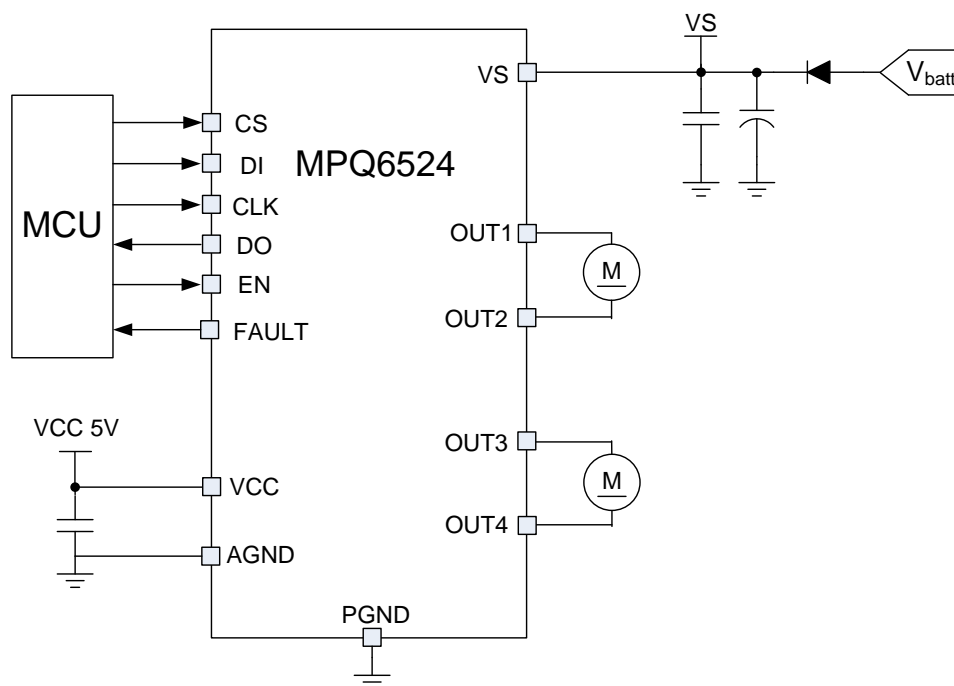 VS
VS
V_batt
CS
DI
MPQ6524
CLK
MCU
DO
OUT1
EN
M
FAULT
OUT2
VCC 5V
OUT3
VCC
M
OUT4
AGND
PGND